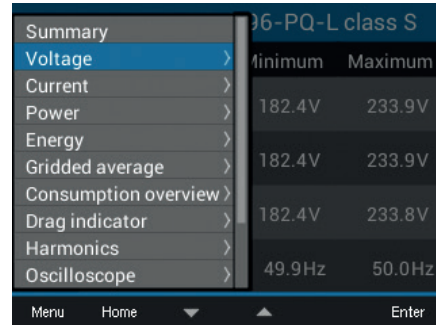 96-PQ-L class S
Summary
Voltage
Current
Power
Energy
Gridded average
Consumption overview
Drag indicator
Harmonics
Oscilloscope
Minimum Maximum
182.4V 233.9V
182.4V 233.9V
182.4V 233.8V
49.9Hz 50.0Hz
Menu Home Enter